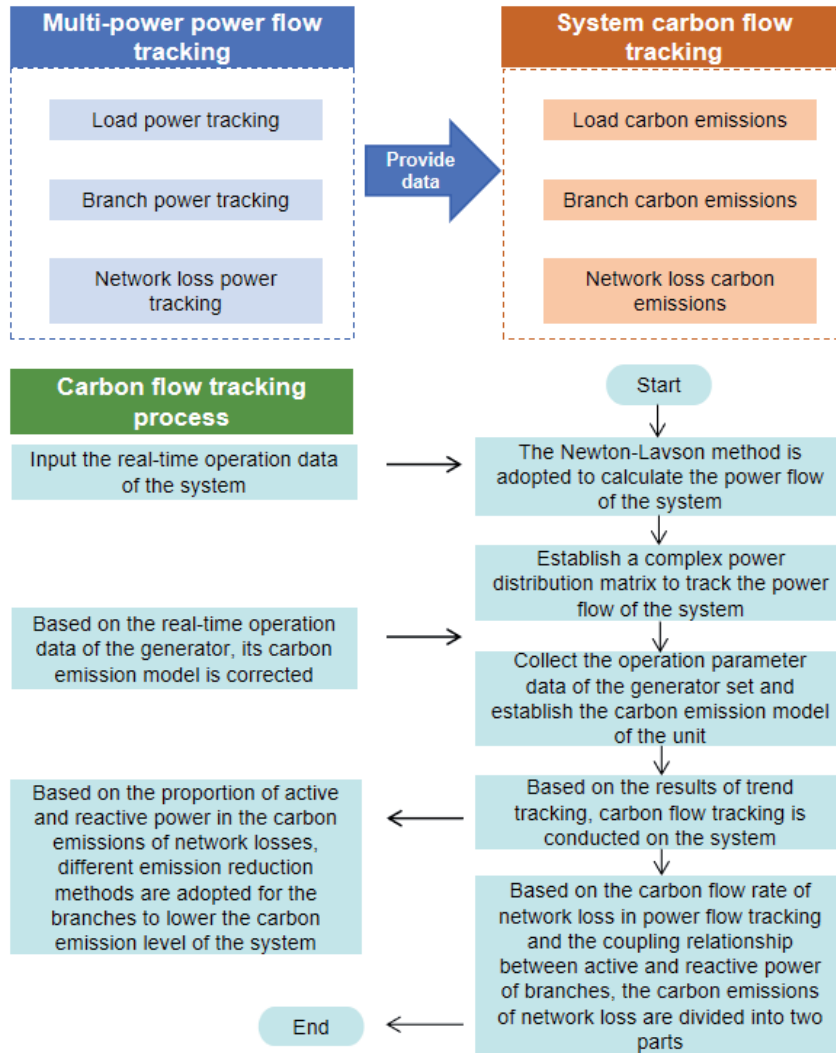 Multi-power power flow
tracking
Load power tracking
Branch power tracking
Network loss power
tracking
Provide
data
System carbon flow
tracking
Load carbon emissions
Branch carbon emissions
Network loss carbon
emissions
Carbon flow tracking
process
Start
Input the real-time operation data
of the system
The Newton-Lavson method is
adopted to calculate the power flow
of the system
Establish a complex power
distribution matrix to track the power
flow of the system
Based on the real-time operation
data of the generator, its carbon
emission model is corrected
Collect the operation parameter
data of the generator set and
establish the carbon emission model
of the unit
Based on the results of trend
tracking, carbon flow tracking is
conducted on the system
Based on the proportion of active
and reactive power in the carbon
emissions of network losses,
different emission reduction
methods are adopted for the
branches to lower the carbon
emission level of the system
Based on the carbon flow rate of
network loss in power flow tracking
and the coupling relationship
between active and reactive power
of branches, the carbon emissions
of network loss are divided into two
parts
End